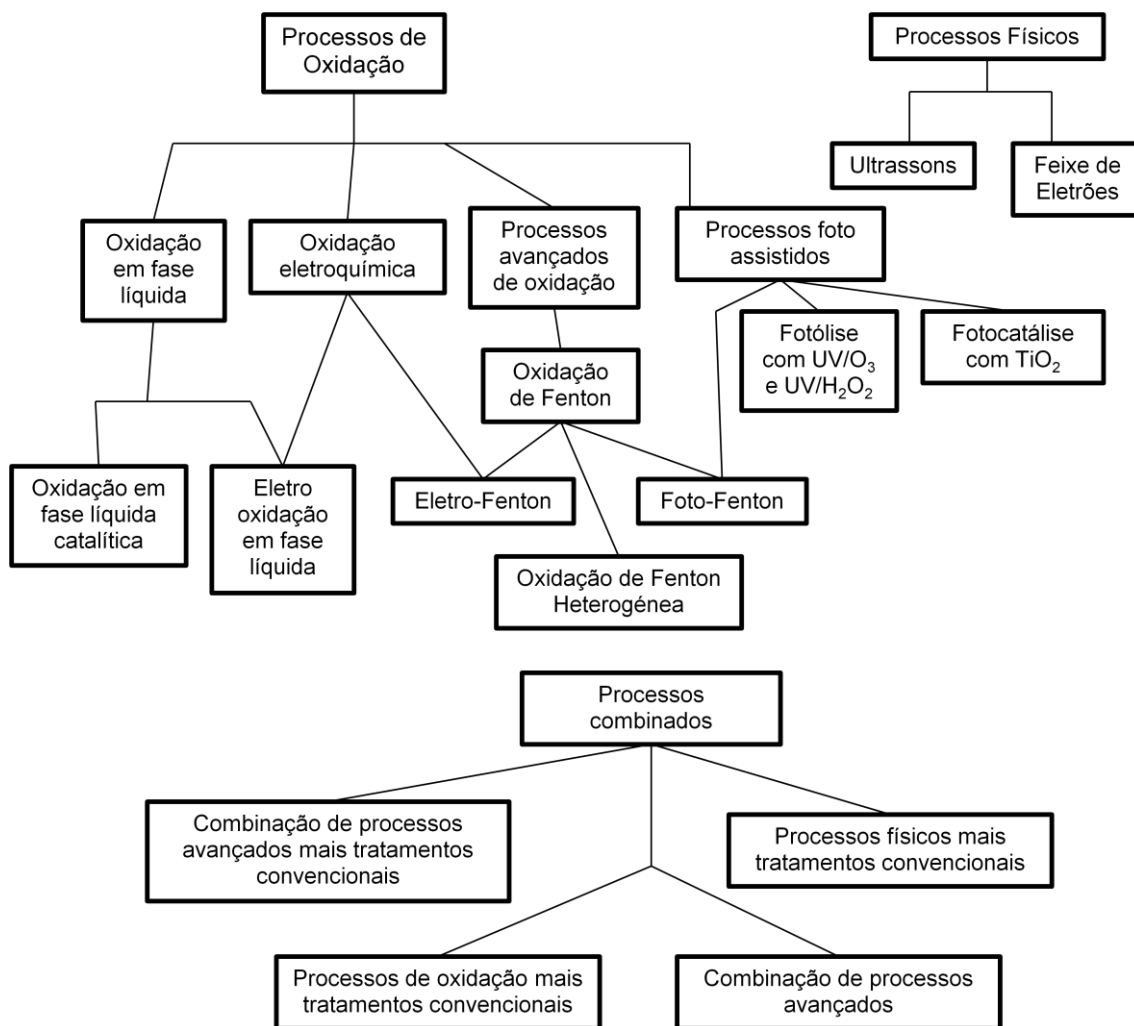 Processos de
Oxidação
Processos Físicos
Ultrassons
Feixe de
Eletrões
Oxidação
em fase
líquida
Oxidação
eletroquímica
Processos
avançados
de oxidação
Processos foto
assistidos
Fotólise
com UV/O₃
e UV/H₂O₂
Fotocatálise
com TiO₂
Oxidação
de Fenton
Oxidação em
fase líquida
catalítica
Eletro
oxidação
em fase
líquida
Eletro-Fenton
Foto-Fenton
Oxidação de Fenton
Heterogénea
Processos
combinados
Combinação de processos
avançados mais tratamentos
convencionais
Processos físicos mais
tratamentos convencionais
Processos de oxidação mais
tratamentos convencionais
Combinação de processos
avançados